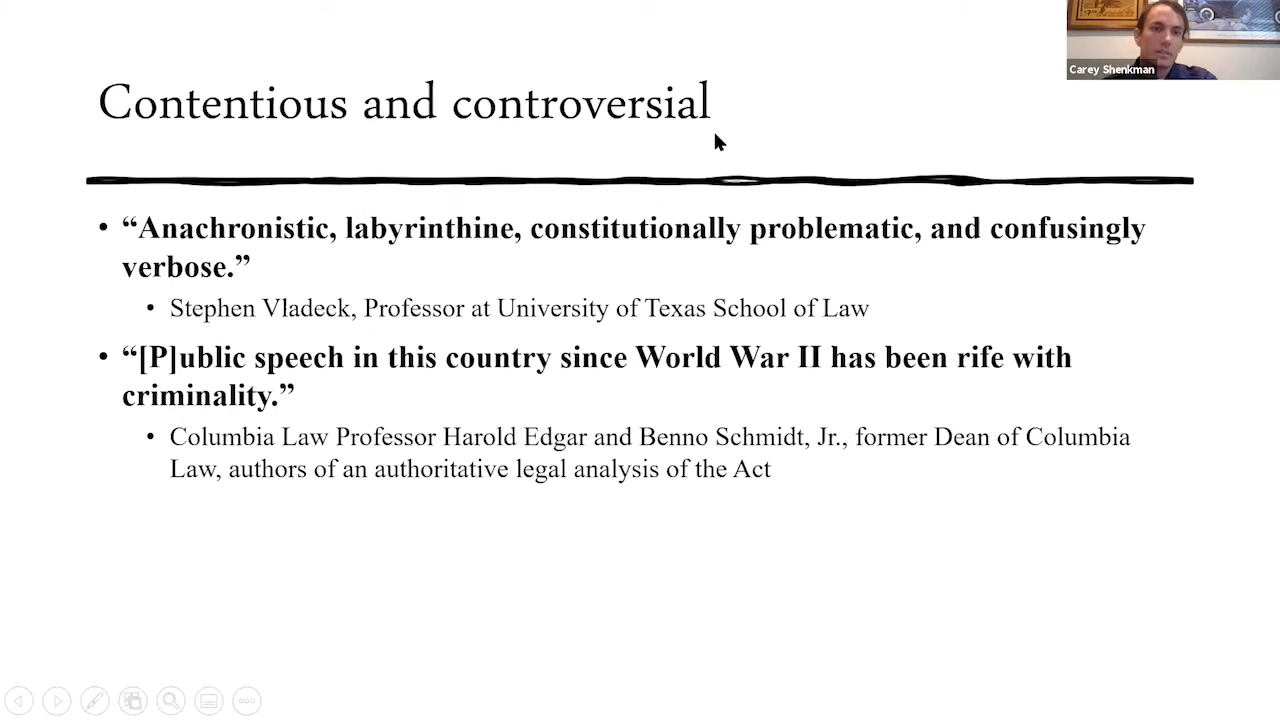 Carey Shenkman
Contentious and controversial
• “Anachronistic, labyrinthine, constitutionally problematic, and confusingly
verbose.”
• Stephen Vladeck, Professor at University of Texas School of Law
• “[P]ublic speech in this country since World War II has been rife with
criminality.”
• Columbia Law Professor Harold Edgar and Benno Schmidt, Jr., former Dean of Columbia
Law, authors of an authoritative legal analysis of the Act